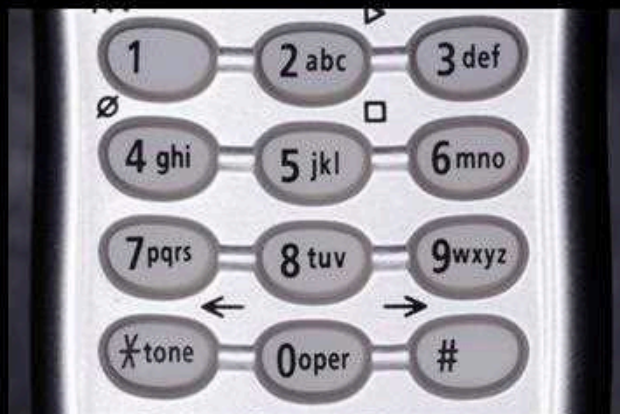 1 2 abc 3 def
4 ghi 5 jkl 6 mno
7 pqrs 8 tuv 9 wxyz
* tone 0 oper #